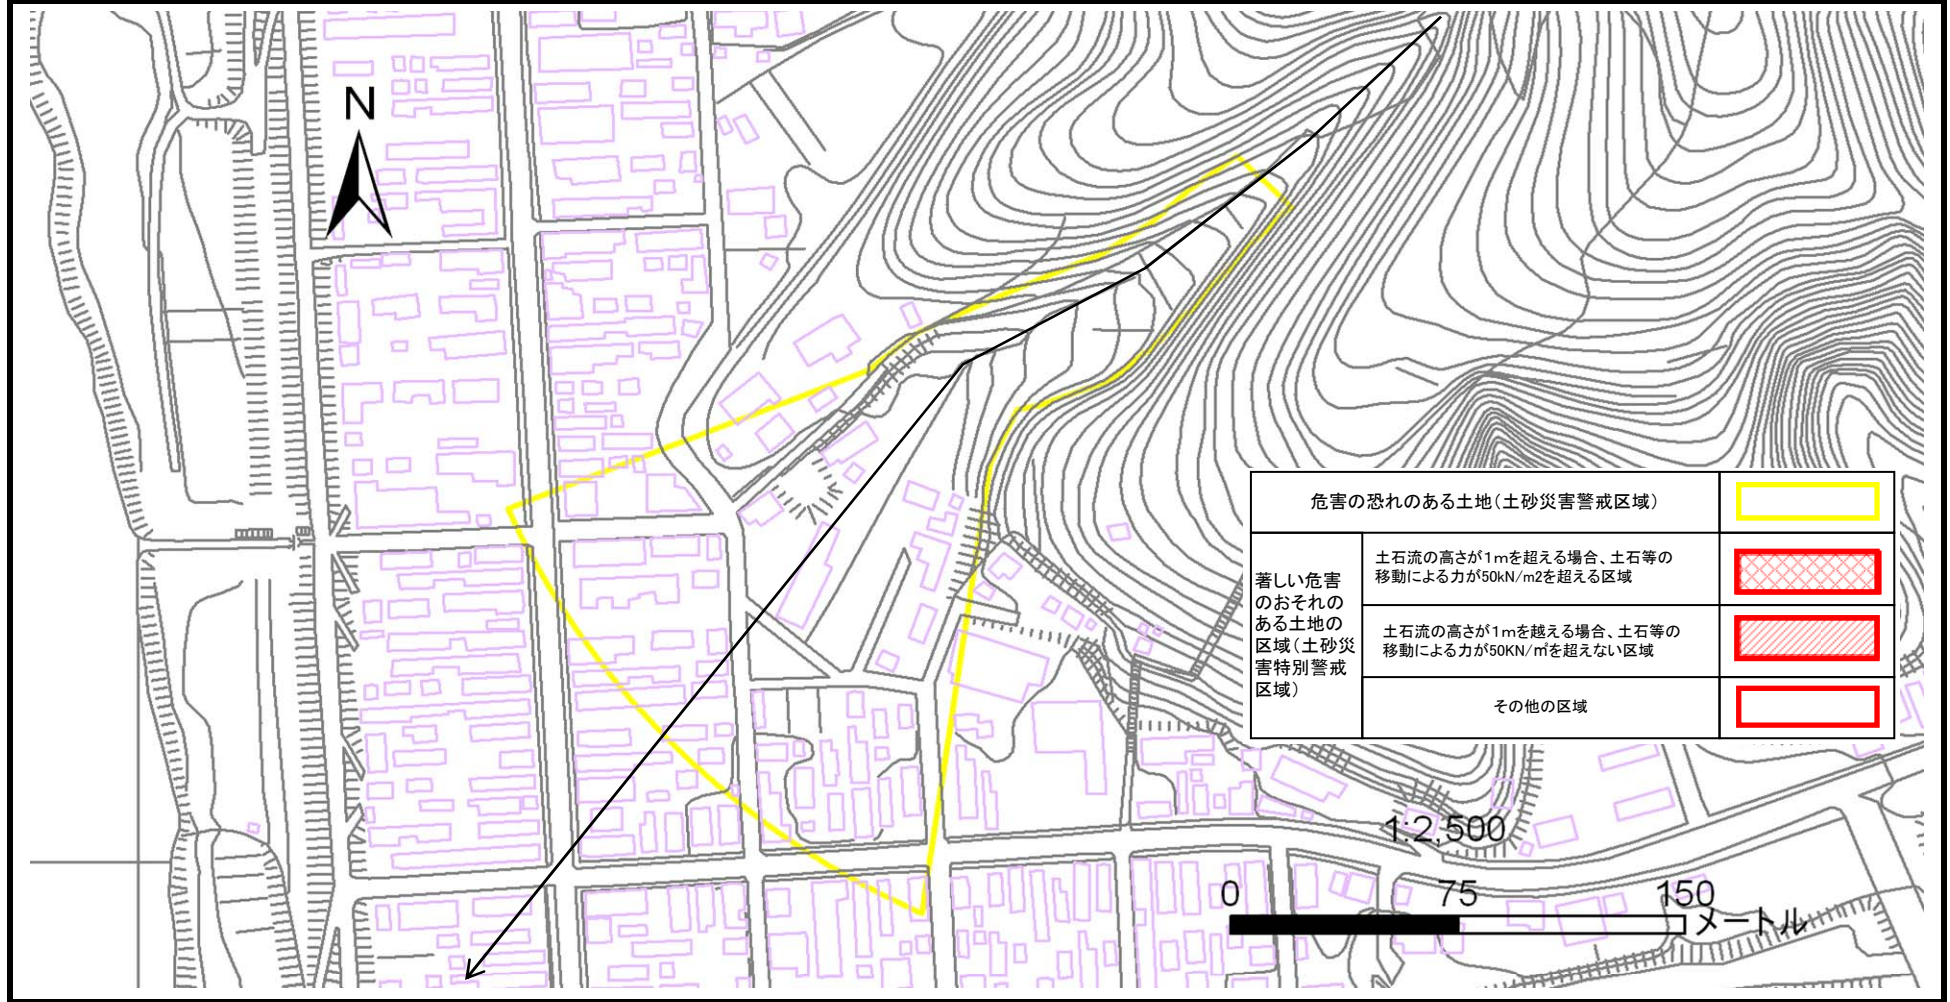 N
危害の恐れのある土地(土砂災害警戒区域)
著しい危害
のおそれの
ある土地の
区域(土砂災
害特別警戒
区域)
土石流の高さが1mを超える場合、土石等の
移動による力が50kN/m2を超える区域
土石流の高さが1mを越える場合、土石等の
移動による力が50KN/㎡を超えない区域
その他の区域
1:2,500
0 75 150
メートル